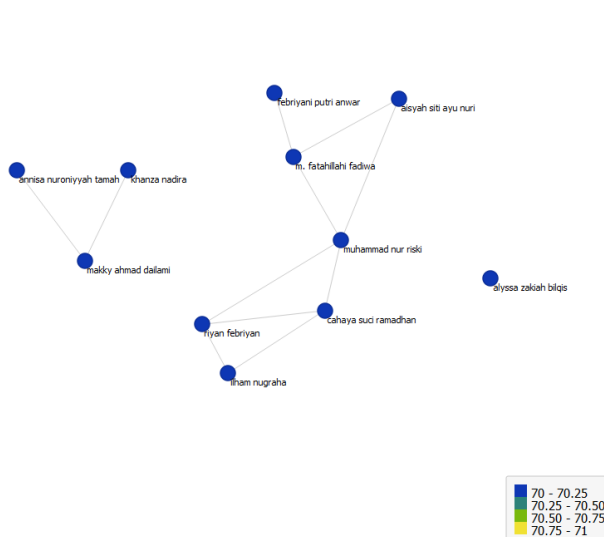 febriyani putri anwar
aisyah siti ayu nuri
m. fatahillahi fadiwa
annisa nuroniyyah tamah
khanza nadira
muhammad nur riski
makky ahmad dailami
alyssa zakiah bilqis
cahaya suci ramadhan
riyan febriyan
ilham nugraha
70 - 70.25
70.25 - 70.50
70.50 - 70.75
70.75 - 71